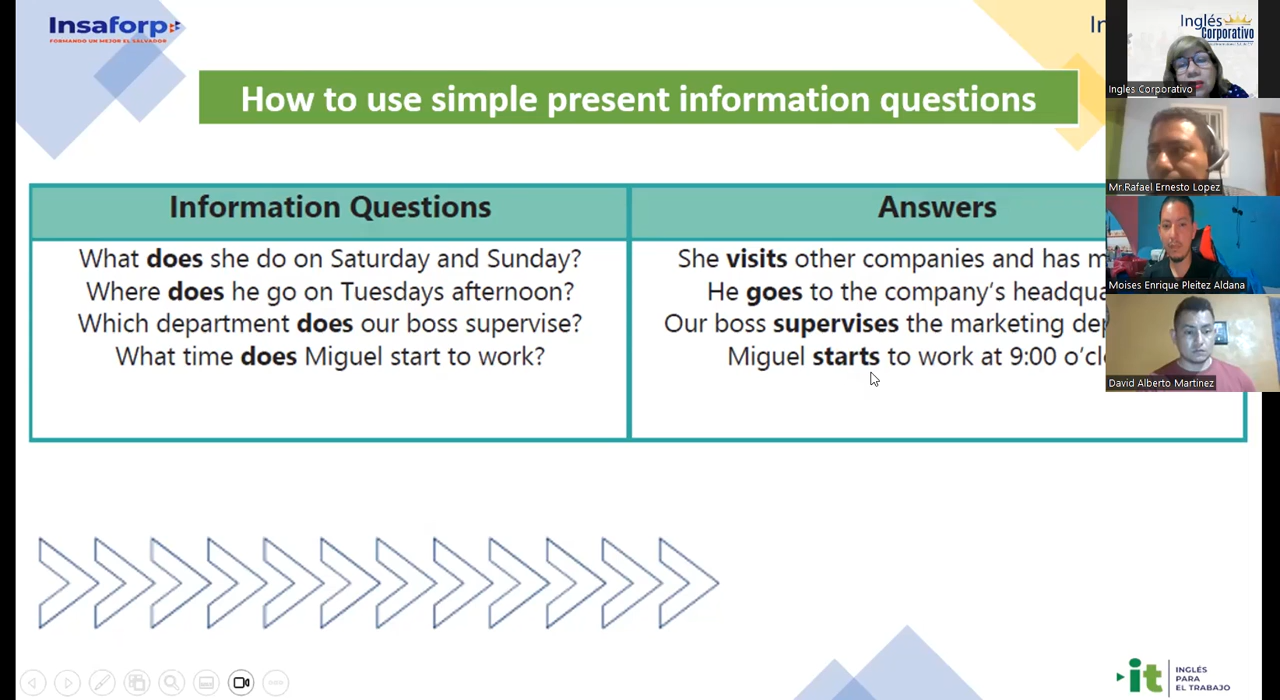 Insaforp
FORMANDO UN MEJOR EL SALVADOR
Inglés
Corporativo
How to use simple present information questions
Ingles Corporativo
Mr.Rafael Ernesto Lopez
Moises Enrique Pleitez Aldana
David Alberto Martinez
Information Questions
What does she do on Saturday and Sunday?
Where does he go on Tuesdays afternoon?
Which department does our boss supervise?
What time does Miguel start to work?
Answers
She visits other companies and has m
He goes to the company's headqua
Our boss supervises the marketing dep
Miguel starts to work at 9:00 o'clo
it
INGLÉS
PARA
EL TRABAJO